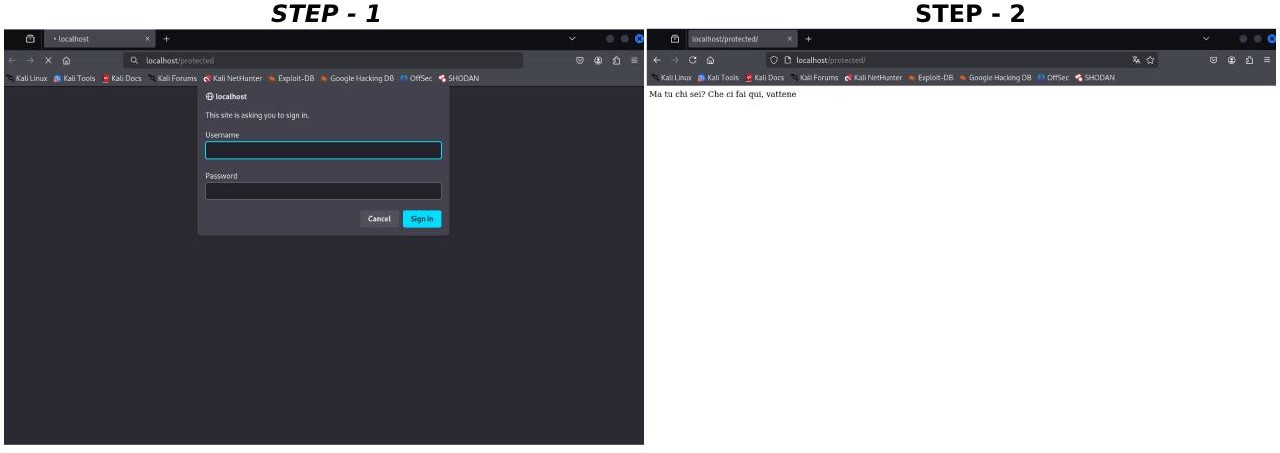 STEP - 1
localhost
localhost/protected
Kali Linux Kali Tools Kali Docs Kali Forums Kali NetHunter Exploit-DB Google Hacking DB OffSec SHODAN
localhost
This site is asking you to sign in.
Username
Password
Cancel Sign in
STEP - 2
localhost/protected/
localhost/protected/
Kali Linux Kali Tools Kali Docs Kali Forums Kali NetHunter Exploit-DB Google Hacking DB OffSec SHODAN
Ma tu chi sei? Che ci fai qui, vattene